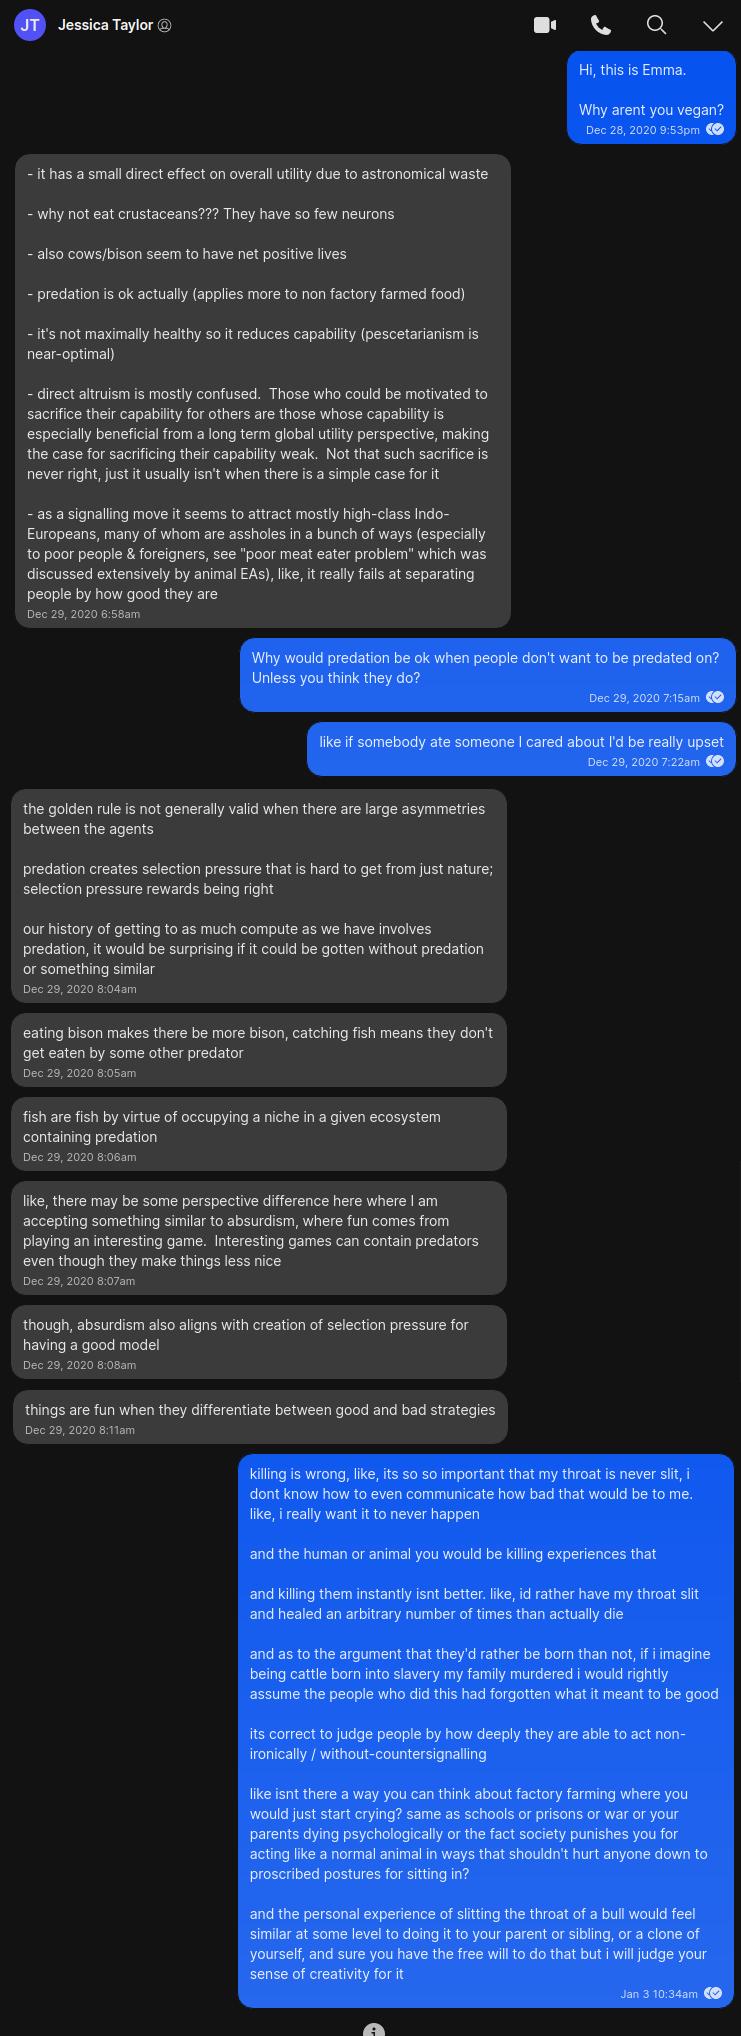 JT
Jessica Taylor
Hi, this is Emma.
Why arent you vegan?
Dec 28, 2020 9:53pm
- it has a small direct effect on overall utility due to astronomical waste
- why not eat crustaceans??? They have so few neurons
- also cows/bison seem to have net positive lives
- predation is ok actually (applies more to non factory farmed food)
- it's not maximally healthy so it reduces capability (pescetarianism is
near-optimal)
- direct altruism is mostly confused.  Those who could be motivated to
sacrifice their capability for others are those whose capability is
especially beneficial from a long term global utility perspective, making
the case for sacrificing their capability weak.  Not that such sacrifice is
never right, just it usually isn't when there is a simple case for it
- as a signalling move it seems to attract mostly high-class Indo-
Europeans, many of whom are assholes in a bunch of ways (especially
to poor people & foreigners, see "poor meat eater problem" which was
discussed extensively by animal EAs), like, it really fails at separating
people by how good they are
Dec 29, 2020 6:58am
Why would predation be ok when people don't want to be predated on?
Unless you think they do?
Dec 29, 2020 7:15am
like if somebody ate someone I cared about I'd be really upset
Dec 29, 2020 7:22am
the golden rule is not generally valid when there are large asymmetries
between the agents
predation creates selection pressure that is hard to get from just nature;
selection pressure rewards being right
our history of getting to as much compute as we have involves
predation, it would be surprising if it could be gotten without predation
or something similar
Dec 29, 2020 8:04am
eating bison makes there be more bison, catching fish means they don't
get eaten by some other predator
Dec 29, 2020 8:05am
fish are fish by virtue of occupying a niche in a given ecosystem
containing predation
Dec 29, 2020 8:06am
like, there may be some perspective difference here where I am
accepting something similar to absurdism, where fun comes from
playing an interesting game.  Interesting games can contain predators
even though they make things less nice
Dec 29, 2020 8:07am
though, absurdism also aligns with creation of selection pressure for
having a good model
Dec 29, 2020 8:08am
things are fun when they differentiate between good and bad strategies
Dec 29, 2020 8:11am
killing is wrong, like, its so so important that my throat is never slit, i
dont know how to even communicate how bad that would be to me.
like, i really want it to never happen
and the human or animal you would be killing experiences that
and killing them instantly isnt better. like, id rather have my throat slit
and healed an arbitrary number of times than actually die
and as to the argument that they'd rather be born than not, if i imagine
being cattle born into slavery my family murdered i would rightly
assume the people who did this had forgotten what it meant to be good
its correct to judge people by how deeply they are able to act non-
ironically / without-countersignalling
like isnt there a way you can think about factory farming where you
would just start crying? same as schools or prisons or war or your
parents dying psychologically or the fact society punishes you for
acting like a normal animal in ways that shouldn't hurt anyone down to
proscribed postures for sitting in?
and the personal experience of slitting the throat of a bull would feel
similar at some level to doing it to your parent or sibling, or a clone of
yourself, and sure you have the free will to do that but i will judge your
sense of creativity for it
Jan 3 10:34am